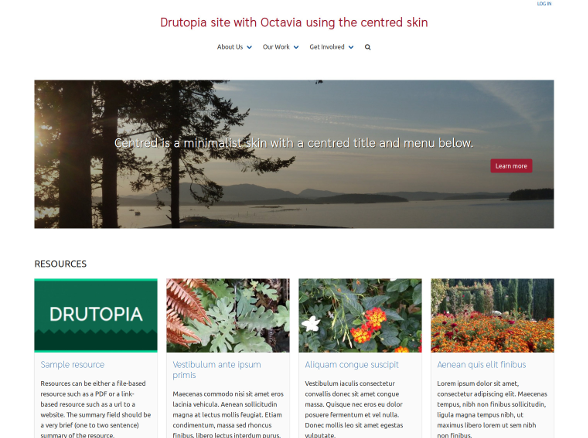 LOG IN
Drutopia site with Octavia using the centred skin
About Us Our Work Get Involved
Centred is a minimalist skin with a centred title and menu below.
Learn more
RESOURCES
DRUTOPIA
Sample resource
Resources can be either a file-based
resource such as a PDF or a link-
based resource such as a url to a
website. The summary field should be
a very brief (one to two sentence)
summary of the resource.
Vestibulum ante ipsum
primis
Maecenas commodo nisi sit amet eros
lacinia vehicula. Aenean sollicitudin
magna at lectus mollis feugiat. Etiam
condimentum, massa sed rhoncus
finibus, libero lectus interdum purus,
Aliquam congue suscipit
Vestibulum iaculis consectetur
convallis donec sit amet congue
massa. Quisque nec eros eu dolor
posuere fermentum et vel nulla.
Donec mollis leo sit amet egestas
vulputate.
Aenean quis elit finibus
Lorem ipsum dolor sit amet,
consectetur adipiscing elit. Maecenas
tempus, nibh non finibus sollicitudin,
ligula magna tempus nibh, ut
maximus libero lorem ut sem nibh